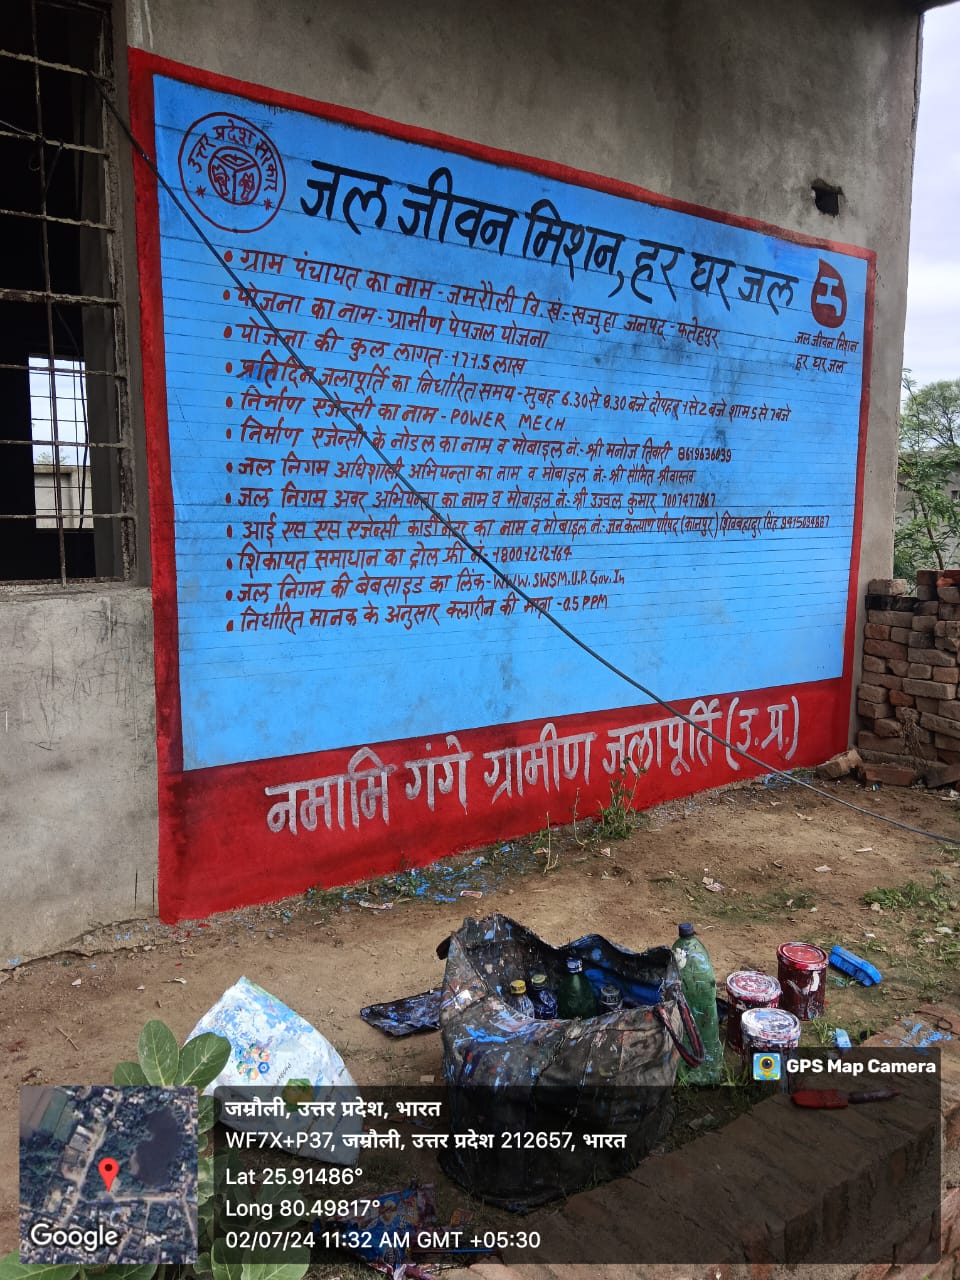 उत्तर प्रदेश सरकार
जल जीवन मिशन, हर घर जल
जल जीवन मिशन
हर घर जल
• ग्राम पंचायत का नाम - जमरौली वि. खं:- खजुहा जनपद - फतेहपुर
• योजना का नाम - ग्रामीण पेयजल योजना
• योजना की कुल लागत - 177.5 लाख
• प्रतिदिन जलापूर्ति का निर्धारित समय - सुबह 6.30 से 8.30 बजे दोपहर 1 से 2 बजे शाम 5 से 7 बजे
• निर्माण एजेन्सी का नाम - POWER MECH
• निर्माण एजेन्सी के नोडल का नाम व मोबाइल नं:- श्री मनोज तिवारी
• जल निगम अधिशाषी अभियन्ता का नाम व मोबाइल नं:- श्री सौमित श्रीवास्तव
• जल निगम अवर अभियन्ता का नाम व मोबाइल नं:- श्री उज्वल कुमार 7007477967
• आई एस एस एजेन्सी का नाम व मोबाइल नं:- जन कल्याण परिषद (कानपुर) शिवबहादुर सिंह
• शिकायत समाधान का ट्रोल फ्री नं - 1800.12.12.164
• जल निगम की बेबसाइड का लिंक - WWW.SWSM.U.P.Gov.In
• निर्धारित मानक के अनुसार क्लोरीन की मात्रा - 0.5 PPM
नमामि गंगे ग्रामीण जलापूर्ति (उ.प्र.)
GPS Map Camera
जम्रौली, उत्तर प्रदेश, भारत
WF7X+P37, जम्रौली, उत्तर प्रदेश 212657, भारत
Lat 25.91486°
Long 80.49817°
02/07/24 11:32 AM GMT +05:30
Google